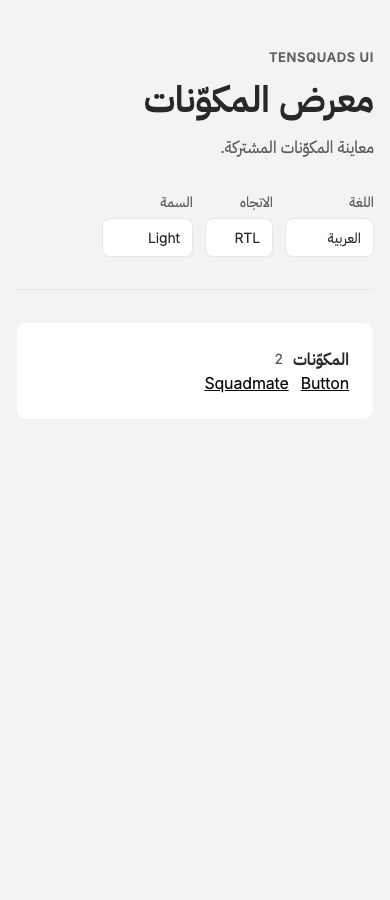 TENSQUADS UI
معرض المكوّنات
معاينة المكوّنات المشتركة.
اللغة الاتجاه السمة
العربية RTL Light
المكوّنات 2
Button Squadmate